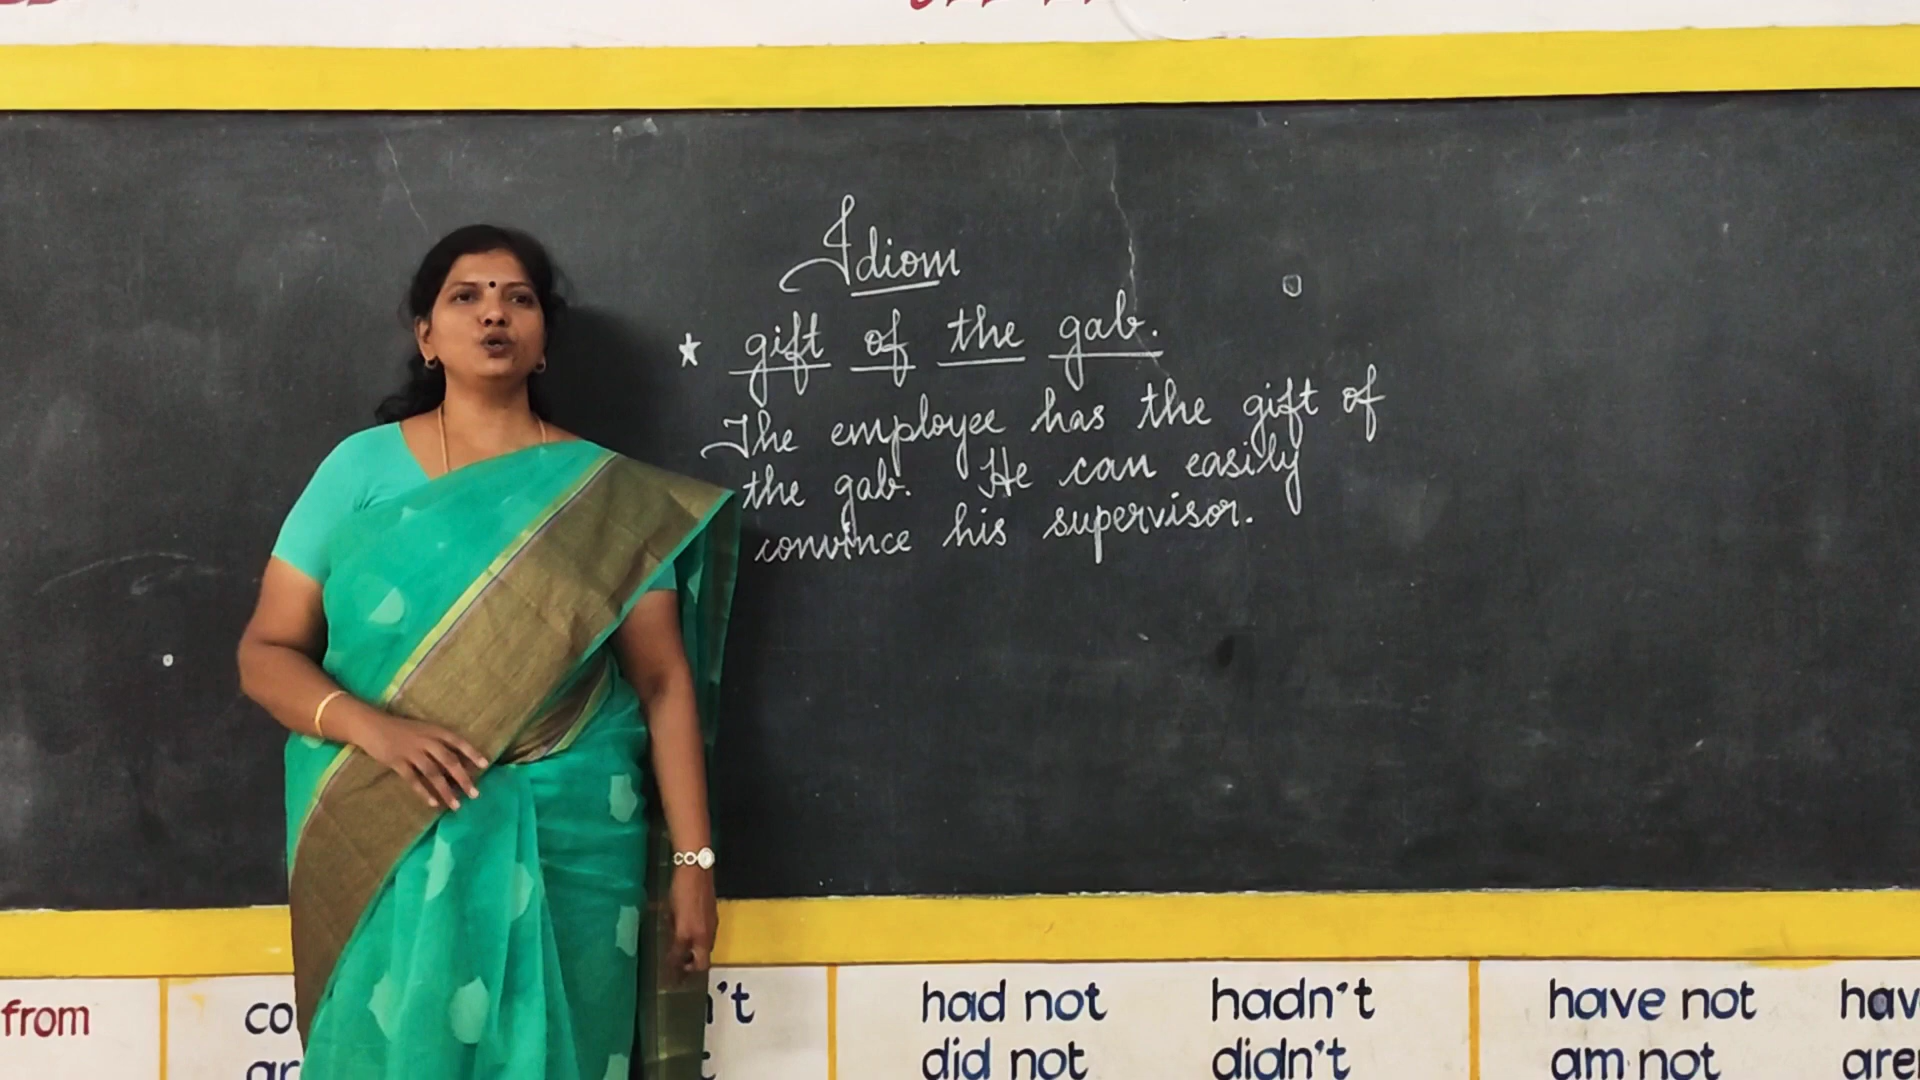 Idiom
★ gift of the gab.
The employee has the gift of
the gab. He can easily
convince his supervisor.
from
had not hadn't have not
did not didn't am not